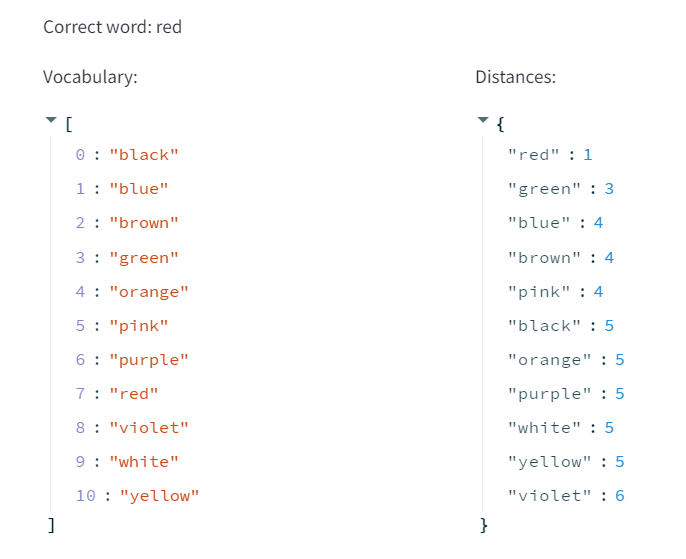 Correct word: red
Vocabulary:
[
0 : "black"
1 : "blue"
2 : "brown"
3 : "green"
4 : "orange"
5 : "pink"
6 : "purple"
7 : "red"
8 : "violet"
9 : "white"
10 : "yellow"
]
Distances:
{
"red" : 1
"green" : 3
"blue" : 4
"brown" : 4
"pink" : 4
"black" : 5
"orange" : 5
"purple" : 5
"white" : 5
"yellow" : 5
"violet" : 6
}